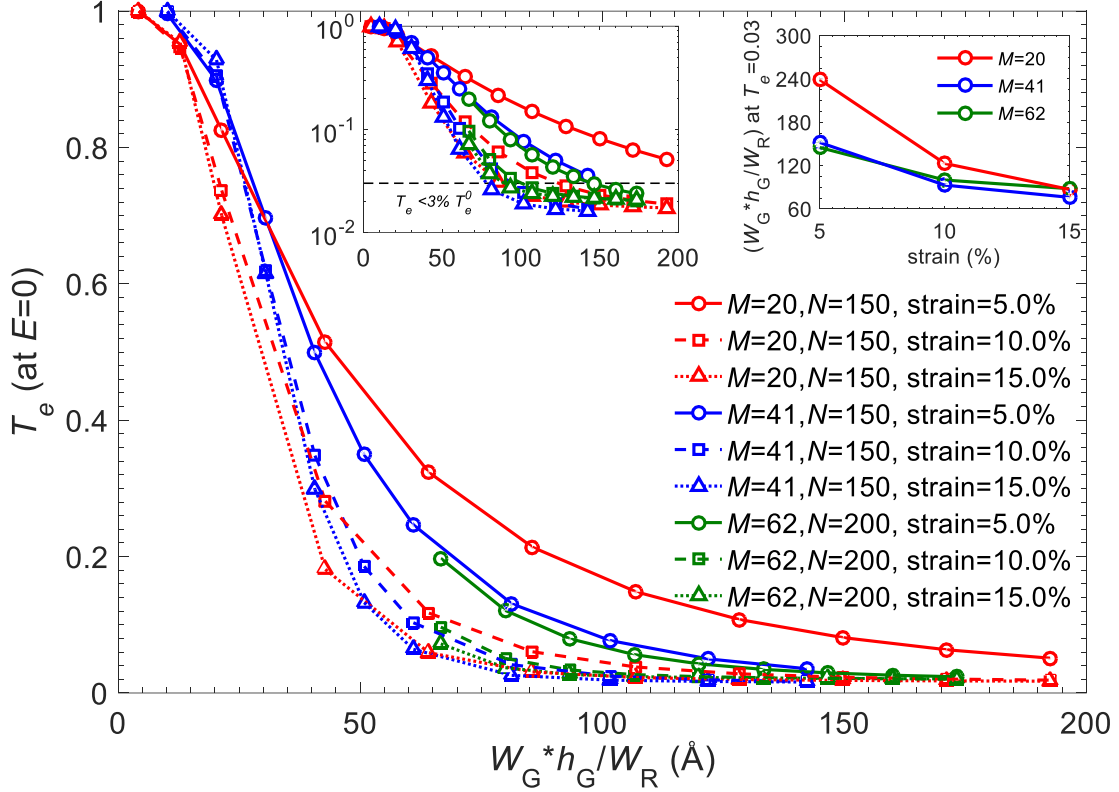 T_e (at E=0)
1
0.8
0.6
0.4
0.2
0
0
50
100
150
200
W_G*h_G/W_R (Å)
10^0
10^-1
10^-2
T_e <3% T_e^0
0
50
100
150
200
(W_G*h_G/W_R) at T_e=0.03
300
240
180
120
60
5
10
15
strain (%)
M=20
M=41
M=62
M=20,N=150, strain=5.0%
M=20,N=150, strain=10.0%
M=20,N=150, strain=15.0%
M=41,N=150, strain=5.0%
M=41,N=150, strain=10.0%
M=41,N=150, strain=15.0%
M=62,N=200, strain=5.0%
M=62,N=200, strain=10.0%
M=62,N=200, strain=15.0%